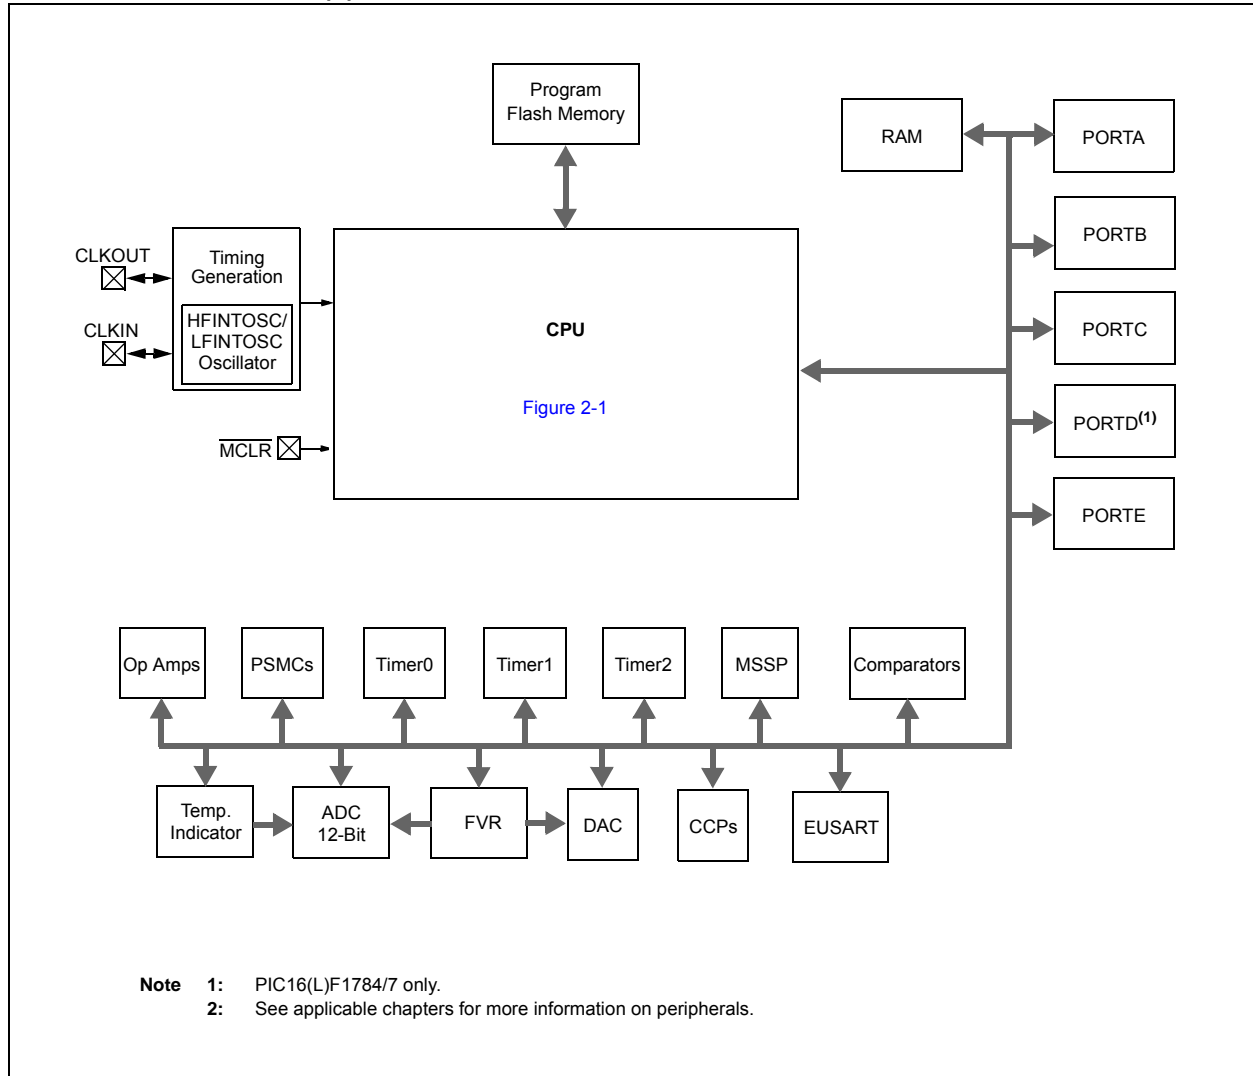 Program
Flash Memory
RAM
PORTA
PORTB
CLKOUT
Timing
Generation
HFINTOSC/
LFINTOSC
Oscillator
CLKIN
CPU
PORTC
Figure 2-1
PORTD(1)
MCLR
PORTE
Op Amps
PSMCs
Timer0
Timer1
Timer2
MSSP
Comparators
Temp.
Indicator
ADC
12-Bit
FVR
DAC
CCPs
EUSART
Note 1: PIC16(L)F1784/7 only.
2: See applicable chapters for more information on peripherals.